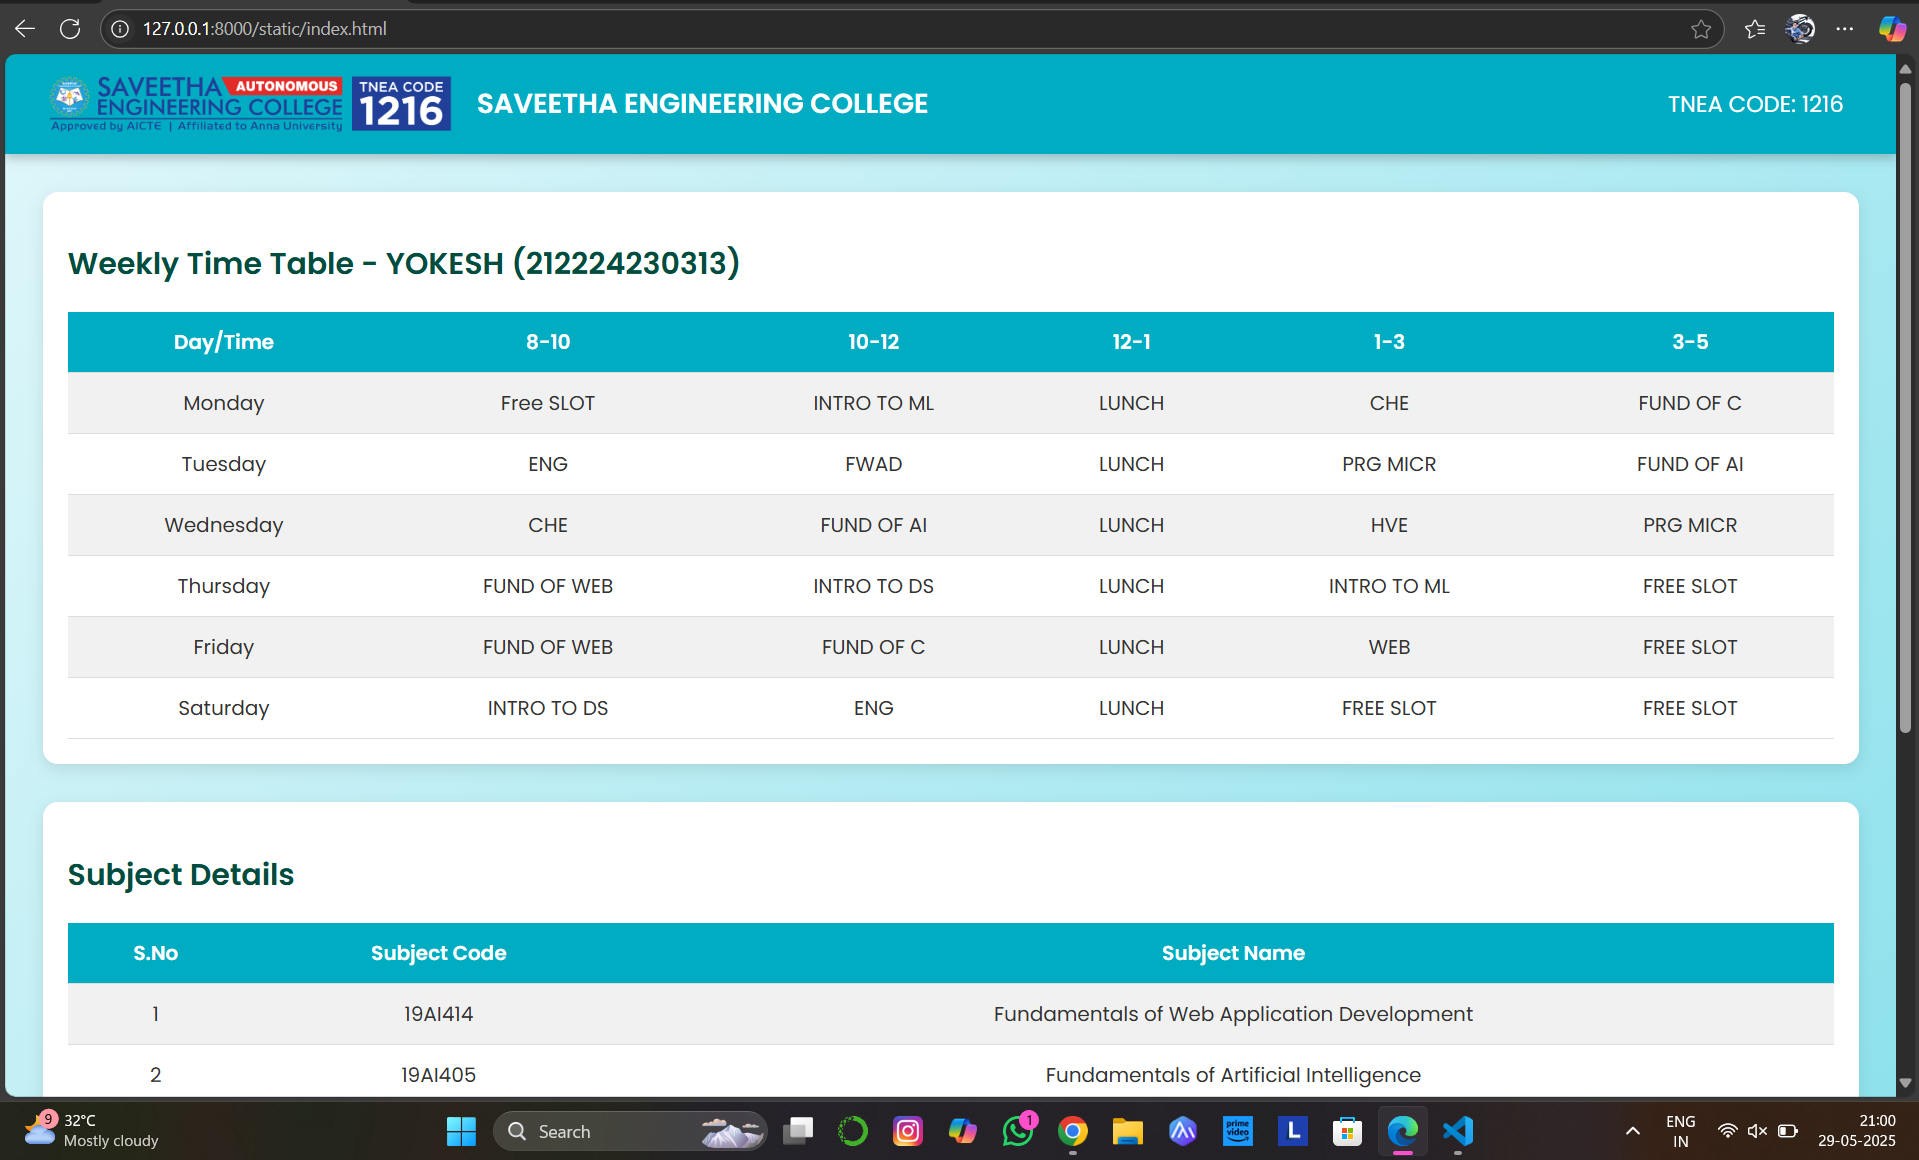 127.0.0.1:8000/static/index.html
SAVEETHA AUTONOMOUS
ENGINEERING COLLEGE
Approved by AICTE | Affiliated to Anna University
TNEA CODE
1216
SAVEETHA ENGINEERING COLLEGE
TNEA CODE: 1216
Weekly Time Table - YOKESH (212224230313)
Day/Time 8-10 10-12 12-1 1-3 3-5
Monday Free SLOT INTRO TO ML LUNCH CHE FUND OF C
Tuesday ENG FWAD LUNCH PRG MICR FUND OF AI
Wednesday CHE FUND OF AI LUNCH HVE PRG MICR
Thursday FUND OF WEB INTRO TO DS LUNCH INTRO TO ML FREE SLOT
Friday FUND OF WEB FUND OF C LUNCH WEB FREE SLOT
Saturday INTRO TO DS ENG LUNCH FREE SLOT FREE SLOT
Subject Details
S.No Subject Code Subject Name
1 19AI414 Fundamentals of Web Application Development
2 19AI405 Fundamentals of Artificial Intelligence
9
32°C
Mostly cloudy
Search
1
prime video
L
ENG
IN
21:00
29-05-2025